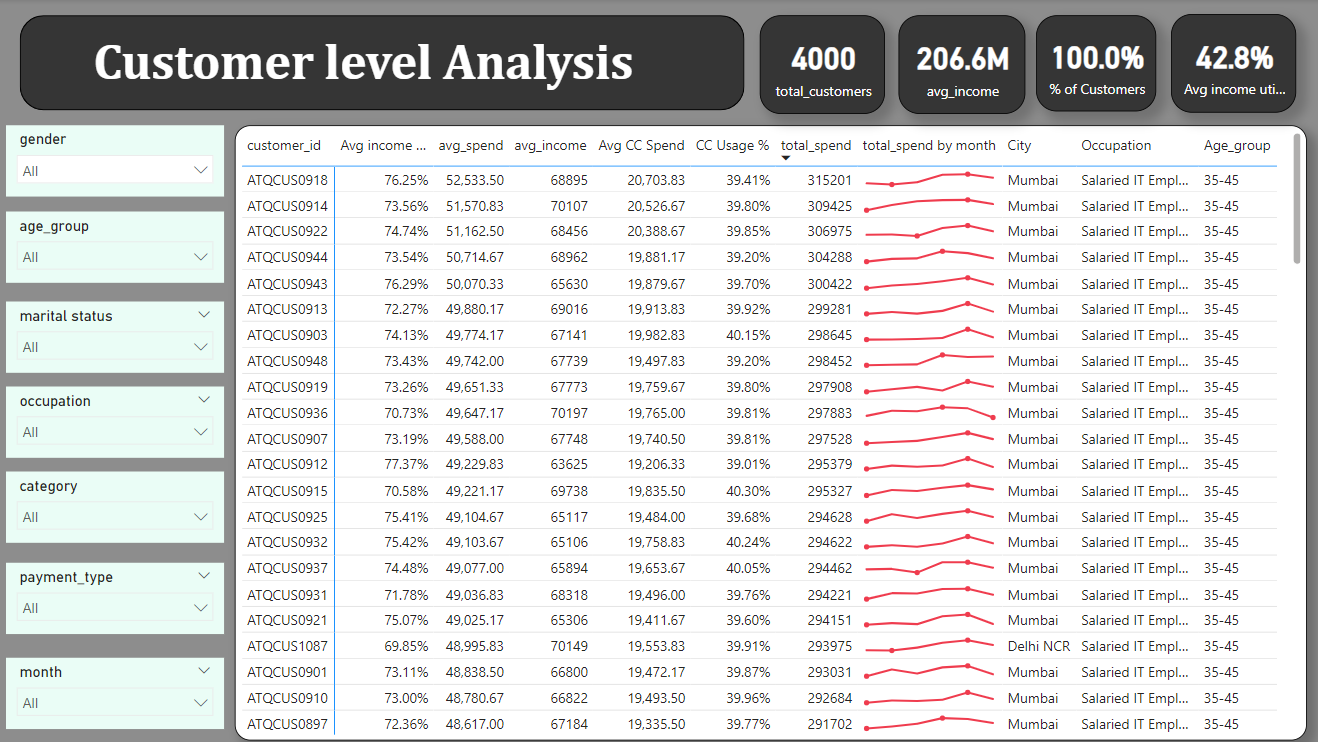 Customer level Analysis
4000
total_customers
206.6M
avg_income
100.0%
% of Customers
42.8%
Avg income uti...
gender
All
age_group
All
marital status
All
occupation
All
category
All
payment_type
All
month
All
customer_id Avg income ... avg_spend avg_income Avg CC Spend CC Usage % total_spend total_spend by month City Occupation Age_group
ATQCUS0918 76.25% 52,533.50 68895 20,703.83 39.41% 315201 Mumbai Salaried IT Empl... 35-45
ATQCUS0914 73.56% 51,570.83 70107 20,526.67 39.80% 309425 Mumbai Salaried IT Empl... 35-45
ATQCUS0922 74.74% 51,162.50 68456 20,388.67 39.85% 306975 Mumbai Salaried IT Empl... 35-45
ATQCUS0944 73.54% 50,714.67 68962 19,881.17 39.20% 304288 Mumbai Salaried IT Empl... 35-45
ATQCUS0943 76.29% 50,070.33 65630 19,879.67 39.70% 300422 Mumbai Salaried IT Empl... 35-45
ATQCUS0913 72.27% 49,880.17 69016 19,913.83 39.92% 299281 Mumbai Salaried IT Empl... 35-45
ATQCUS0903 74.13% 49,774.17 67141 19,982.83 40.15% 298645 Mumbai Salaried IT Empl... 35-45
ATQCUS0948 73.43% 49,742.00 67739 19,497.83 39.20% 298452 Mumbai Salaried IT Empl... 35-45
ATQCUS0919 73.26% 49,651.33 67773 19,759.67 39.80% 297908 Mumbai Salaried IT Empl... 35-45
ATQCUS0936 70.73% 49,647.17 70197 19,765.00 39.81% 297883 Mumbai Salaried IT Empl... 35-45
ATQCUS0907 73.19% 49,588.00 67748 19,740.50 39.81% 297528 Mumbai Salaried IT Empl... 35-45
ATQCUS0912 77.37% 49,229.83 63625 19,206.33 39.01% 295379 Mumbai Salaried IT Empl... 35-45
ATQCUS0915 70.58% 49,221.17 69738 19,835.50 40.30% 295327 Mumbai Salaried IT Empl... 35-45
ATQCUS0925 75.41% 49,104.67 65117 19,484.00 39.68% 294628 Mumbai Salaried IT Empl... 35-45
ATQCUS0932 75.42% 49,103.67 65106 19,758.83 40.24% 294622 Mumbai Salaried IT Empl... 35-45
ATQCUS0937 74.48% 49,077.00 65894 19,653.67 40.05% 294462 Mumbai Salaried IT Empl... 35-45
ATQCUS0931 71.78% 49,036.83 68318 19,496.00 39.76% 294221 Mumbai Salaried IT Empl... 35-45
ATQCUS0921 75.07% 49,025.17 65306 19,411.67 39.60% 294151 Mumbai Salaried IT Empl... 35-45
ATQCUS1087 69.85% 48,995.83 70149 19,553.83 39.91% 293975 Delhi NCR Salaried IT Empl... 35-45
ATQCUS0901 73.11% 48,838.50 66800 19,472.17 39.87% 293031 Mumbai Salaried IT Empl... 35-45
ATQCUS0910 73.00% 48,780.67 66822 19,493.50 39.96% 292684 Mumbai Salaried IT Empl... 35-45
ATQCUS0897 72.36% 48,617.00 67184 19,335.50 39.77% 291702 Mumbai Salaried IT Empl... 35-45